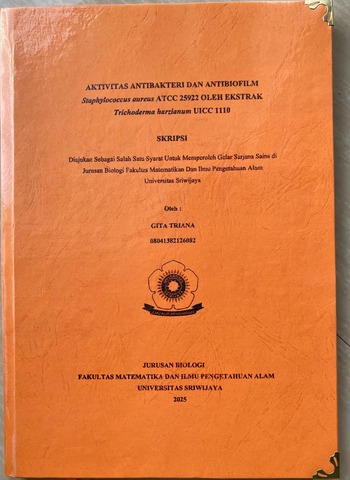 AKTIVITAS ANTIBAKTERI DAN ANTIBIOFILM
Staphylococcus aureus ATCC 25922 OLEH EKSTRAK
Trichoderma harzianum UICC 1110
SKRIPSI
Diajukan Sebagai Salah Satu Syarat Untuk Memperoleh Gelar Sarjana Sains di
Jurusan Biologi Fakultas Matematika Dan Ilmu Pengetahuan Alam
Universitas Sriwijaya
Oleh :
GITA TRIANA
08041382126082
JURUSAN BIOLOGI
FAKULTAS MATEMATIKA DAN ILMU PENGETAHUAN ALAM
UNIVERSITAS SRIWIJAYA
2025